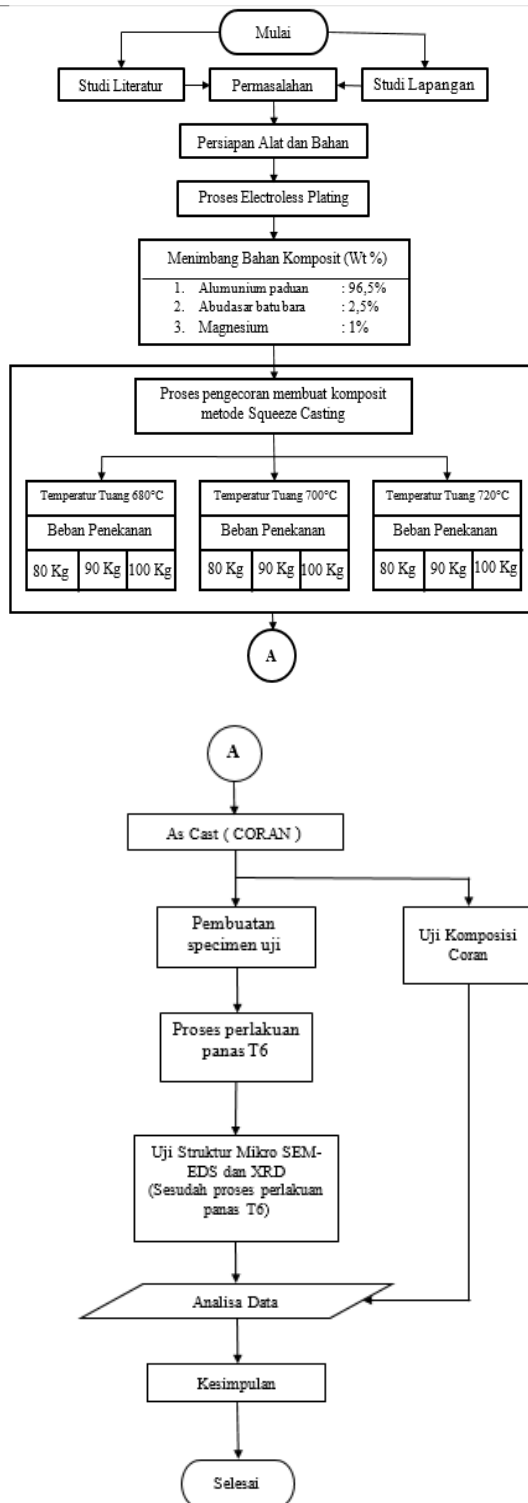 Mulai
Studi Literatur
Permasalahan
Studi Lapangan
Persiapan Alat dan Bahan
Proses Electroless Plating
Menimbang Bahan Komposit (Wt %)
1. Alumunium paduan : 96,5%
2. Abudasar batubara : 2,5%
3. Magnesium : 1%
Proses pengecoran membuat komposit
metode Squeeze Casting
Temperatur Tuang 680°C
Beban Penekanan
80 Kg 90 Kg 100 Kg
Temperatur Tuang 700°C
Beban Penekanan
80 Kg 90 Kg 100 Kg
Temperatur Tuang 720°C
Beban Penekanan
80 Kg 90 Kg 100 Kg
A
A
As Cast ( CORAN )
Pembuatan
specimen uji
Uji Komposisi
Coran
Proses perlakuan
panas T6
Uji Struktur Mikro SEM-
EDS dan XRD
(Sesudah proses perlakuan
panas T6)
Analisa Data
Kesimpulan
Selesai